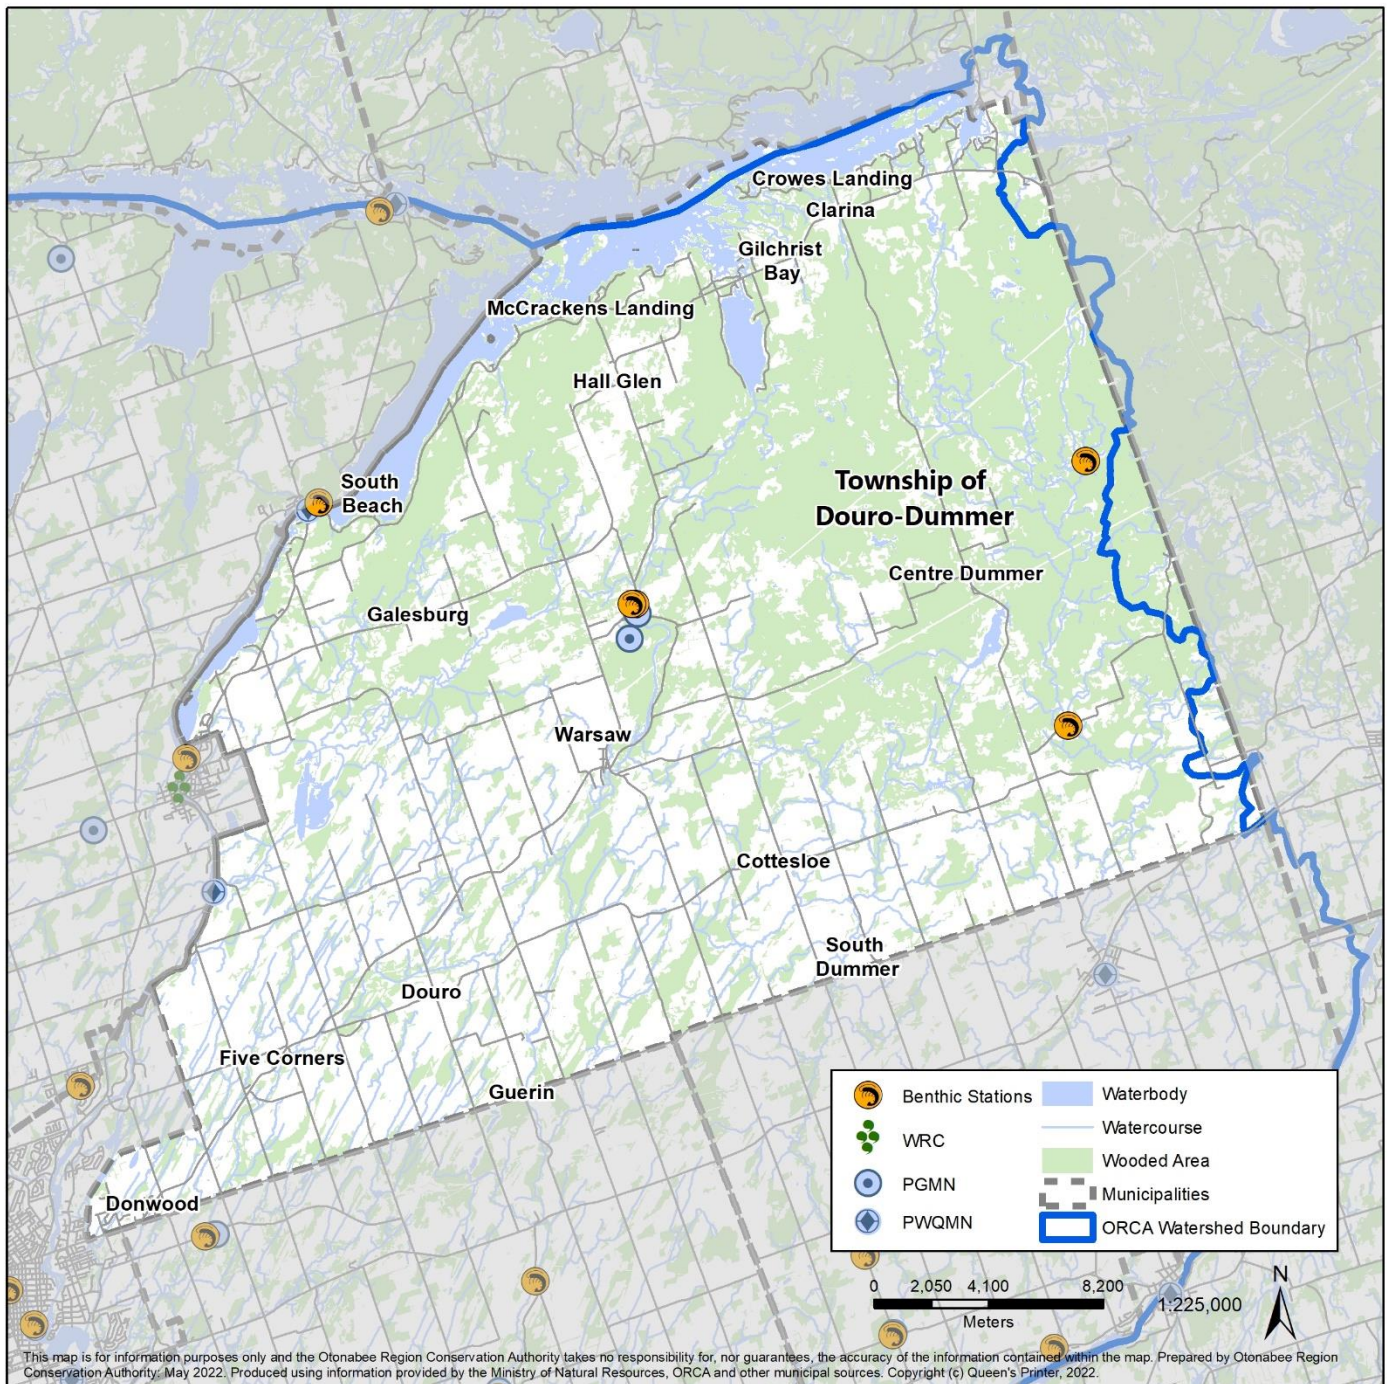 Crowes Landing
Clarina
Gilchrist
Bay
McCrackens Landing
Hall Glen
South
Beach
Township of
Douro-Dummer
Centre Dummer
Galesburg
Warsaw
Cottesloe
South
Dummer
Douro
Five Corners
Guerin
Donwood
Benthic Stations
WRC
PGMN
PWQMN
Waterbody
Watercourse
Wooded Area
Municipalities
ORCA Watershed Boundary
0 2,050 4,100 8,200
Meters
1:225,000
N
This map is for information purposes only and the Otonabee Region Conservation Authority takes no responsibility for, nor guarantees, the accuracy of the information contained within the map. Prepared by Otonabee Region
Conservation Authority: May 2022. Produced using information provided by the Ministry of Natural Resources, ORCA and other municipal sources. Copyright (c) Queen's Printer, 2022.